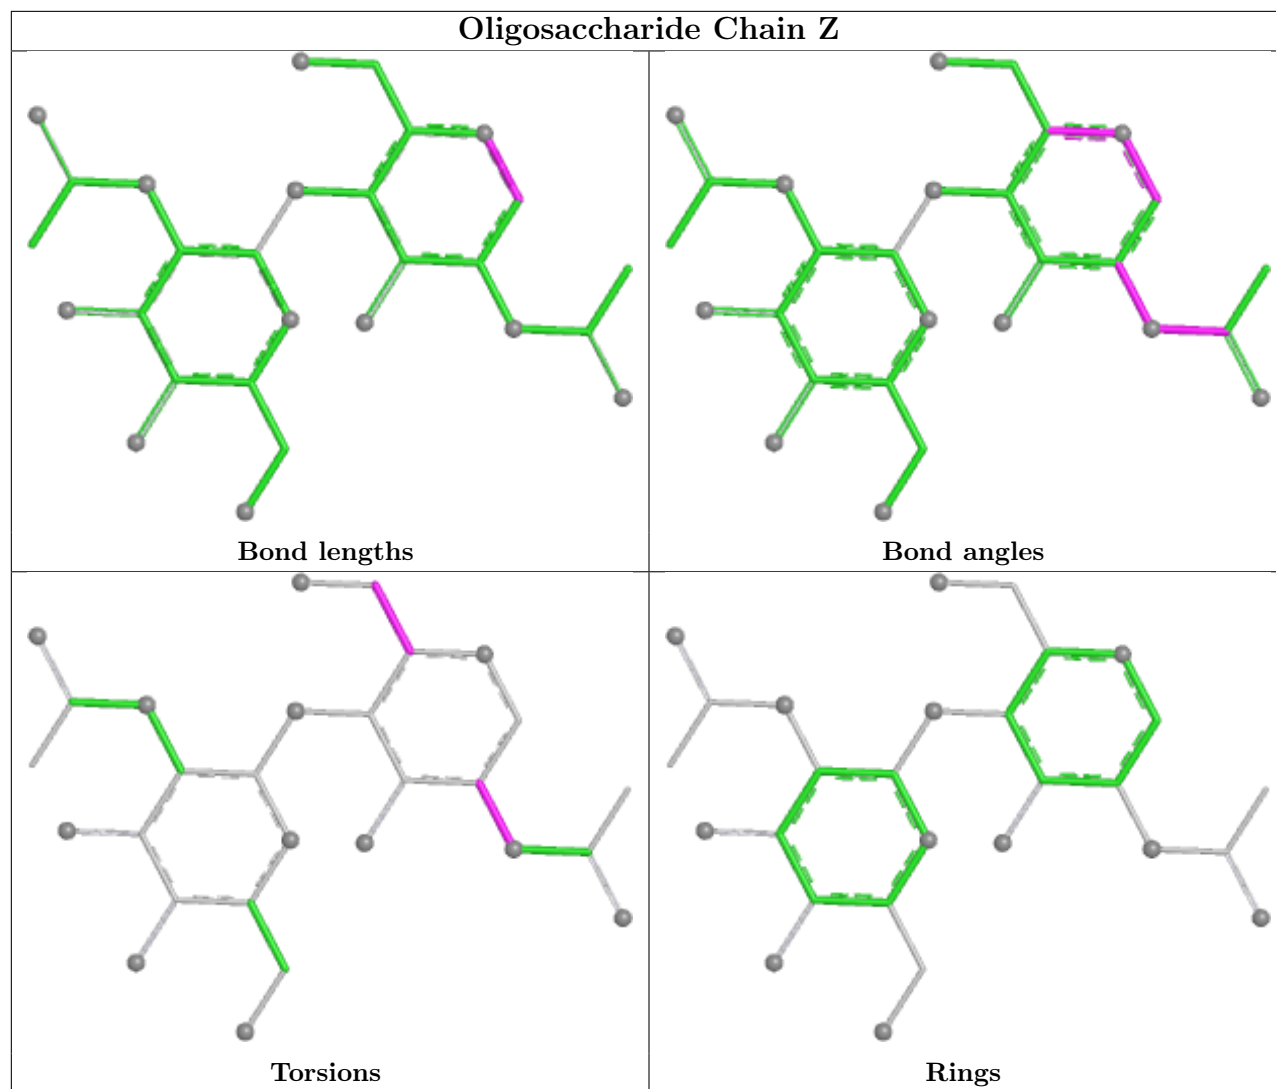 Oligosaccharide Chain Z
Bond lengths
Bond angles
Torsions
Rings